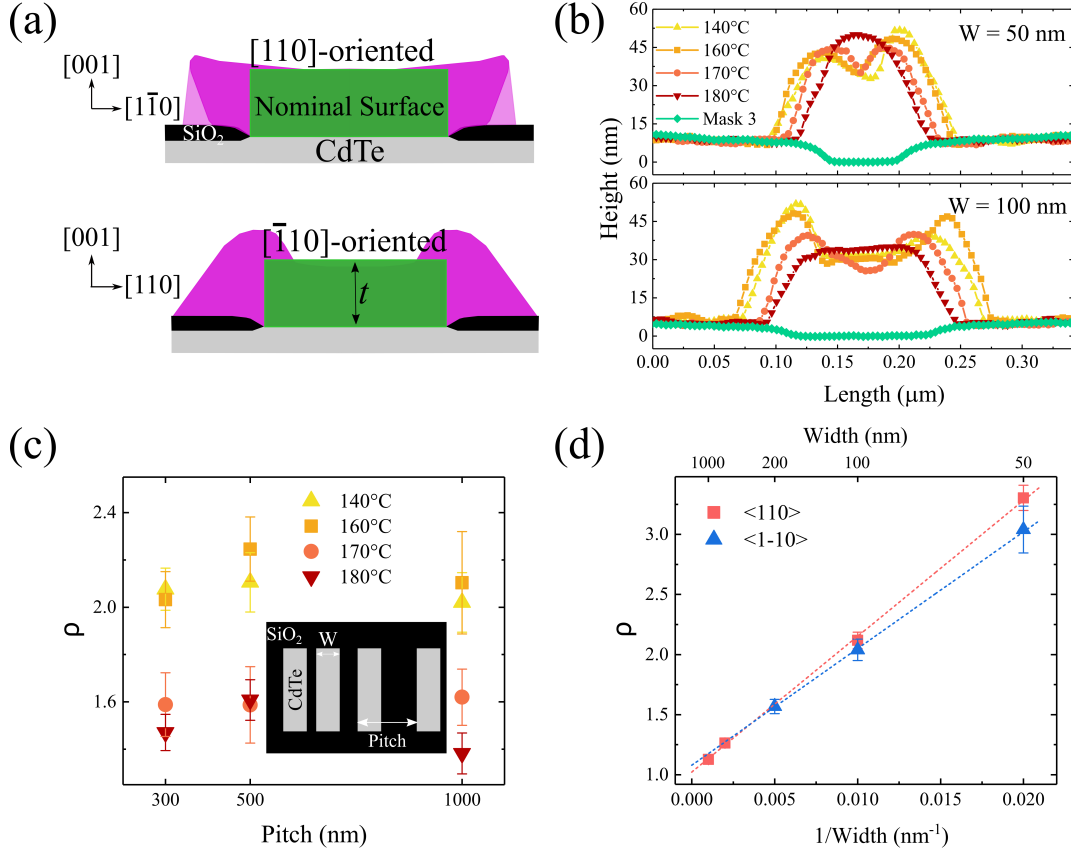 (a)
[110]-oriented
[001]
[11̅0]
Nominal Surface
SiO₂
CdTe
[1̅10]-oriented
[001]
[110]
t
(b)
60
45
30
15
0
140°C
160°C
170°C
180°C
Mask 3
W = 50 nm
Height (nm)
60
45
30
15
0
W = 100 nm
0.00 0.05 0.10 0.15 0.20 0.25 0.30
Length (μm)
(c)
2.4
2.0
1.6
ρ
140°C
160°C
170°C
180°C
SiO₂
W
CdTe
Pitch
300 500 1000
Pitch (nm)
(d)
Width (nm)
1000 200 100 50
<110>
<1-10>
3.0
2.5
2.0
1.5
1.0
ρ
0.000 0.005 0.010 0.015 0.020
1/Width (nm⁻¹)